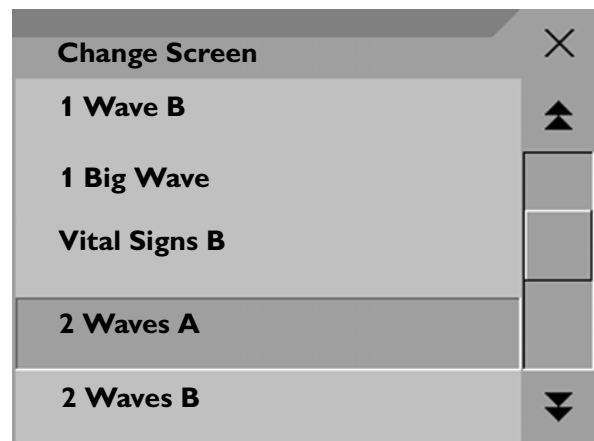 Change Screen
1 Wave B
1 Big Wave
Vital Signs B
2 Waves A
2 Waves B